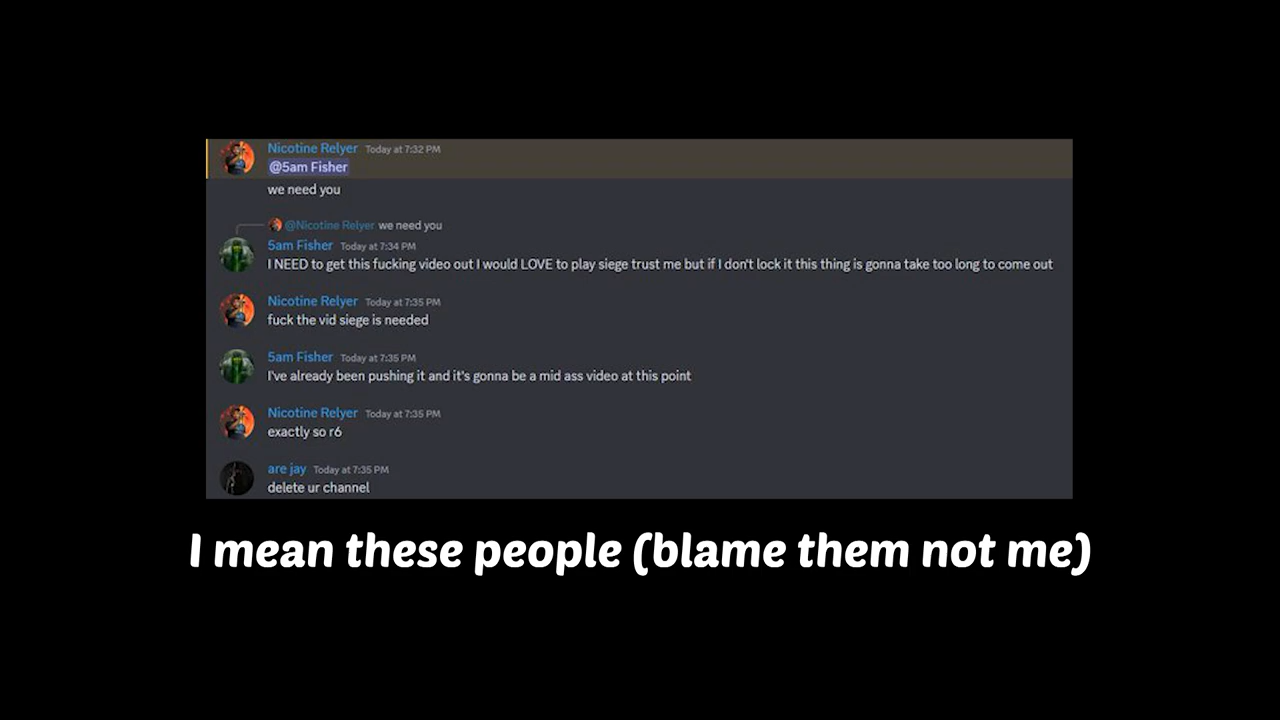 Nicotine Relyer Today at 7:32 PM
@5am Fisher
we need you
@Nicotine Relyer we need you
5am Fisher Today at 7:34 PM
I NEED to get this fucking video out I would LOVE to play siege trust me but if I don't lock it this thing is gonna take too long to come out
Nicotine Relyer Today at 7:35 PM
fuck the vid siege is needed
5am Fisher Today at 7:35 PM
I've already been pushing it and it's gonna be a mid ass video at this point
Nicotine Relyer Today at 7:35 PM
exactly so r6
are jay Today at 7:35 PM
delete ur channel
I mean these people (blame them not me)